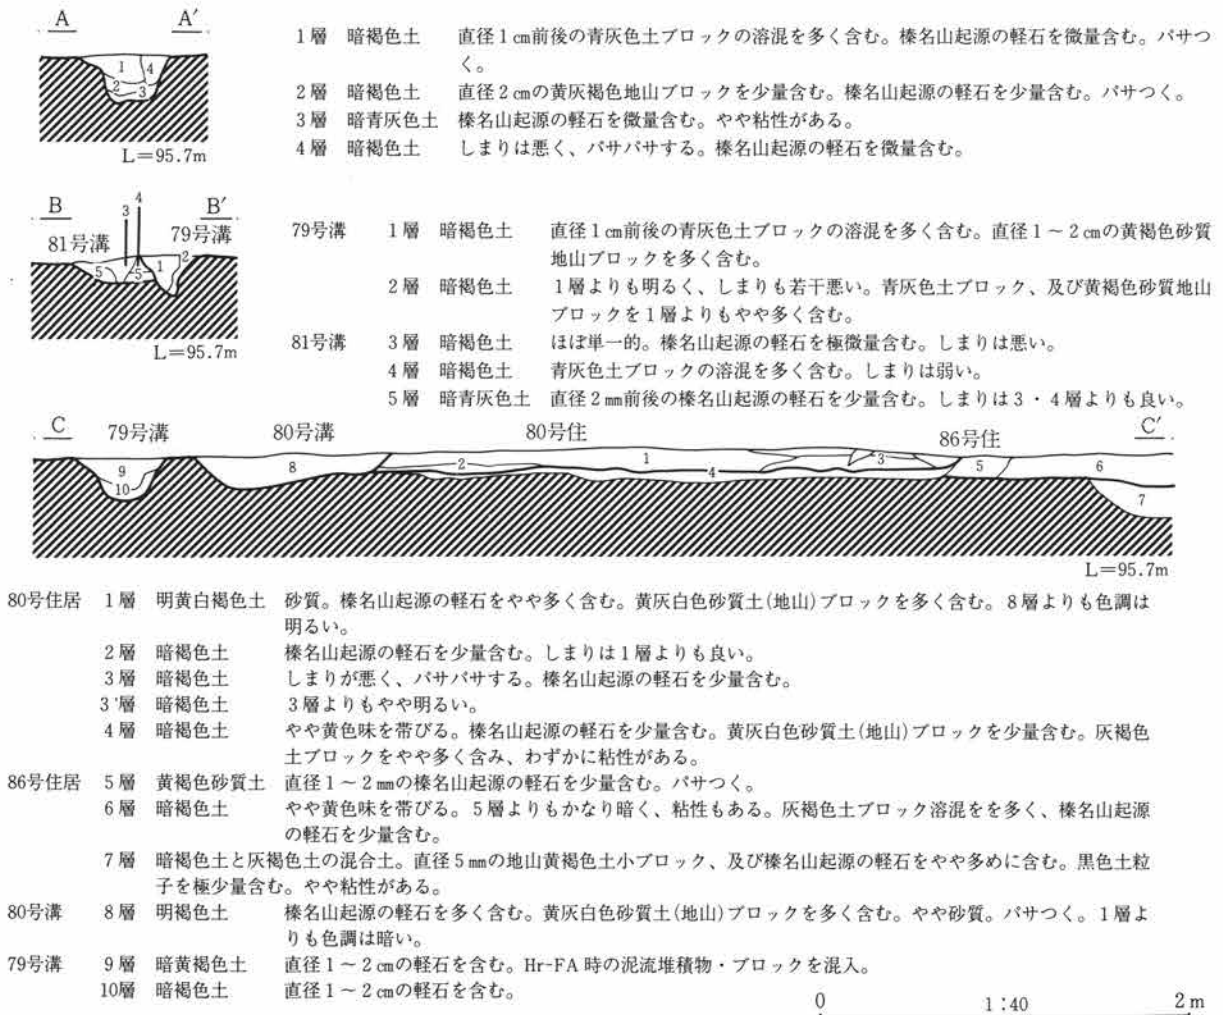 A A′
1 4
2 3
L＝95.7m
1層 暗褐色土 直径1㎝前後の青灰色土ブロックの溶混を多く含む。榛名山起源の軽石を微量含む。パサつ
く。
2層 暗褐色土 直径2㎝の黄灰褐色地山ブロックを少量含む。榛名山起源の軽石を少量含む。パサつく。
3層 暗青灰色土 榛名山起源の軽石を微量含む。やや粘性がある。
4層 暗褐色土 しまりは悪く、パサパサする。榛名山起源の軽石を微量含む。
4
B 3 B′
81号溝 79号溝
5 5 1 2
L＝95.7m
79号溝 1層 暗褐色土 直径1㎝前後の青灰色土ブロックの溶混を多く含む。直径1～2㎝の黄褐色砂質
地山ブロックを多く含む。
2層 暗褐色土 1層よりも明るく、しまりも若干悪い。青灰色土ブロック、及び黄褐色砂質地山
ブロックを1層よりもやや多く含む。
81号溝 3層 暗褐色土 ほぼ単一的。榛名山起源の軽石を極微量含む。しまりは悪い。
4層 暗褐色土 青灰色土ブロックの溶混を多く含む。しまりは弱い。
5層 暗青灰色土 直径2㎜前後の榛名山起源の軽石を少量含む。しまりは3・4層よりも良い。
C 79号溝 80号溝 80号住 86号住 C′
9 8 2 1 4 3 5 6
10 7
L＝95.7m
80号住居 1層 明黄白褐色土 砂質。榛名山起源の軽石をやや多く含む。黄灰白色砂質土(地山)ブロックを多く含む。8層よりも色調は
明るい。
2層 暗褐色土 榛名山起源の軽石を少量含む。しまりは1層よりも良い。
3層 暗褐色土 しまりが悪く、パサパサする。榛名山起源の軽石を少量含む。
3'層 暗褐色土 3層よりもやや明るい。
4層 暗褐色土 やや黄色味を帯びる。榛名山起源の軽石を少量含む。黄灰白色砂質土(地山)ブロックを少量含む。灰褐色
土ブロックをやや多く含み、わずかに粘性がある。
86号住居 5層 黄褐色砂質土 直径1～2㎜の榛名山起源の軽石を少量含む。パサつく。
6層 暗褐色土 やや黄色味を帯びる。5層よりもかなり暗く、粘性もある。灰褐色土ブロック溶混をを多く、榛名山起源
の軽石を少量含む。
7層 暗褐色土と灰褐色土の混合土。直径5㎜の地山黄褐色土小ブロック、及び榛名山起源の軽石をやや多めに含む。黒色土粒
子を極少量含む。やや粘性がある。
80号溝 8層 明褐色土 榛名山起源の軽石を多く含む。黄灰白色砂質土(地山)ブロックを多く含む。やや砂質。パサつく。1層よ
りも色調は暗い。
79号溝 9層 暗黄褐色土 直径1～2㎝の軽石を含む。Hr-FA時の泥流堆積物・ブロックを混入。
10層 暗褐色土 直径1～2㎝の軽石を含む。
0 1:40 2m